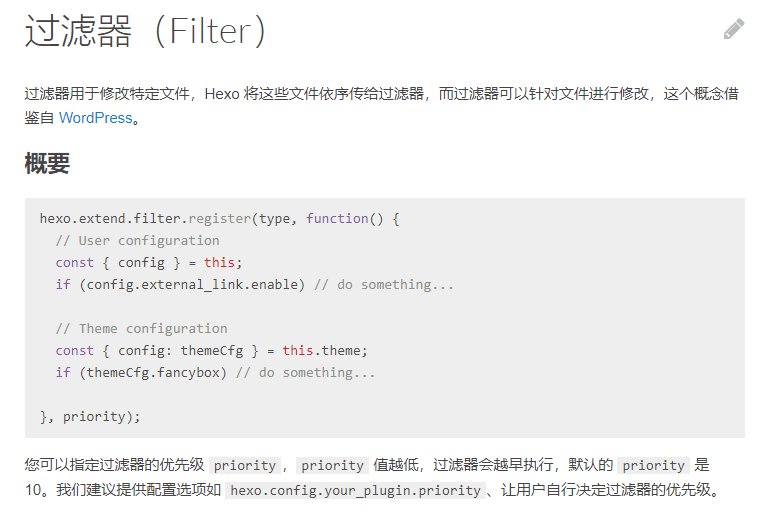 过滤器（Filter）
过滤器用于修改特定文件，Hexo 将这些文件依序传给过滤器，而过滤器可以针对文件进行修改，这个概念借
鉴自 WordPress。
概要
hexo.extend.filter.register(type, function() {
  // User configuration
  const { config } = this;
  if (config.external_link.enable) // do something...

  // Theme configuration
  const { config: themeCfg } = this.theme;
  if (themeCfg.fancybox) // do something...

}, priority);
您可以指定过滤器的优先级 priority，priority 值越低，过滤器会越早执行，默认的 priority 是
10。我们建议提供配置选项如 hexo.config.your_plugin.priority、让用户自行决定过滤器的优先级。